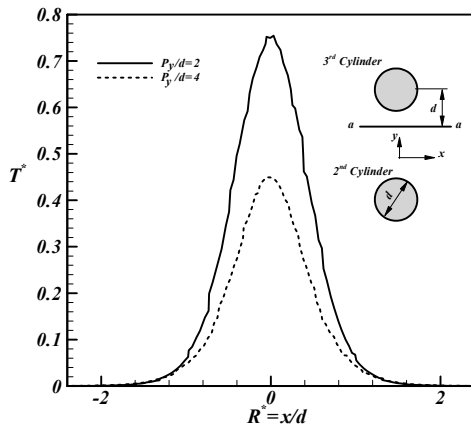 0.8
0.7
0.6
0.5
0.4
0.3
0.2
0.1
0
T*
P_y/d=2
P_y/d=4
3rd Cylinder
d
a
a
y
x
2nd Cylinder
d
-2
0
2
R*=x/d